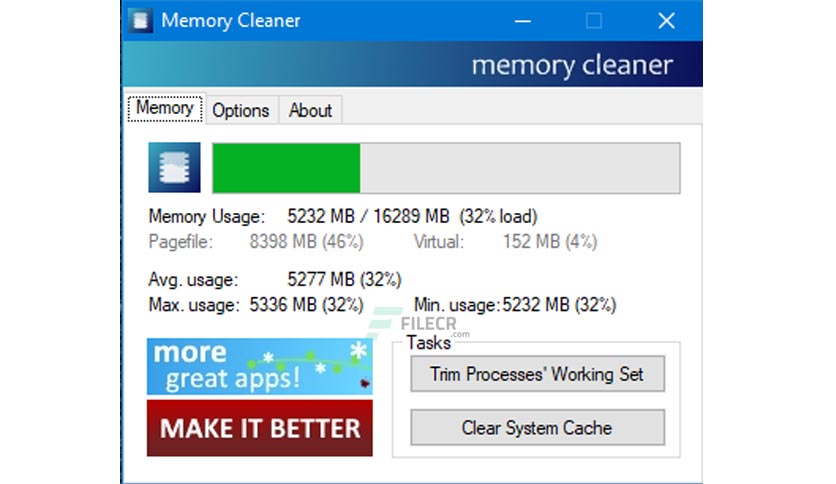 Memory Cleaner
memory cleaner
Memory Options About
Memory Usage: 5232 MB / 16289 MB (32% load)
Pagefile: 8398 MB (46%) Virtual: 152 MB (4%)
Avg. usage: 5277 MB (32%)
Max. usage: 5336 MB (32%) Min. usage: 5232 MB (32%)
FILECR
.com
more
great apps!
MAKE IT BETTER
Tasks
Trim Processes' Working Set
Clear System Cache